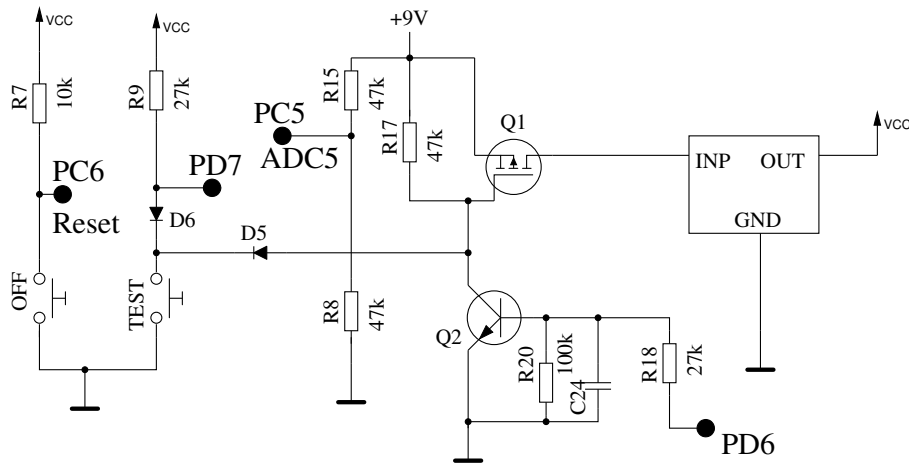 VCC
VCC
+9V
R7
10k
R9
27k
R15
47k
PC5
ADC5
R17
47k
Q1
VCC
INP
OUT
GND
PC6
Reset
PD7
D6
D5
OFF
TEST
R8
47k
Q2
R20
100k
C24
R18
27k
PD6